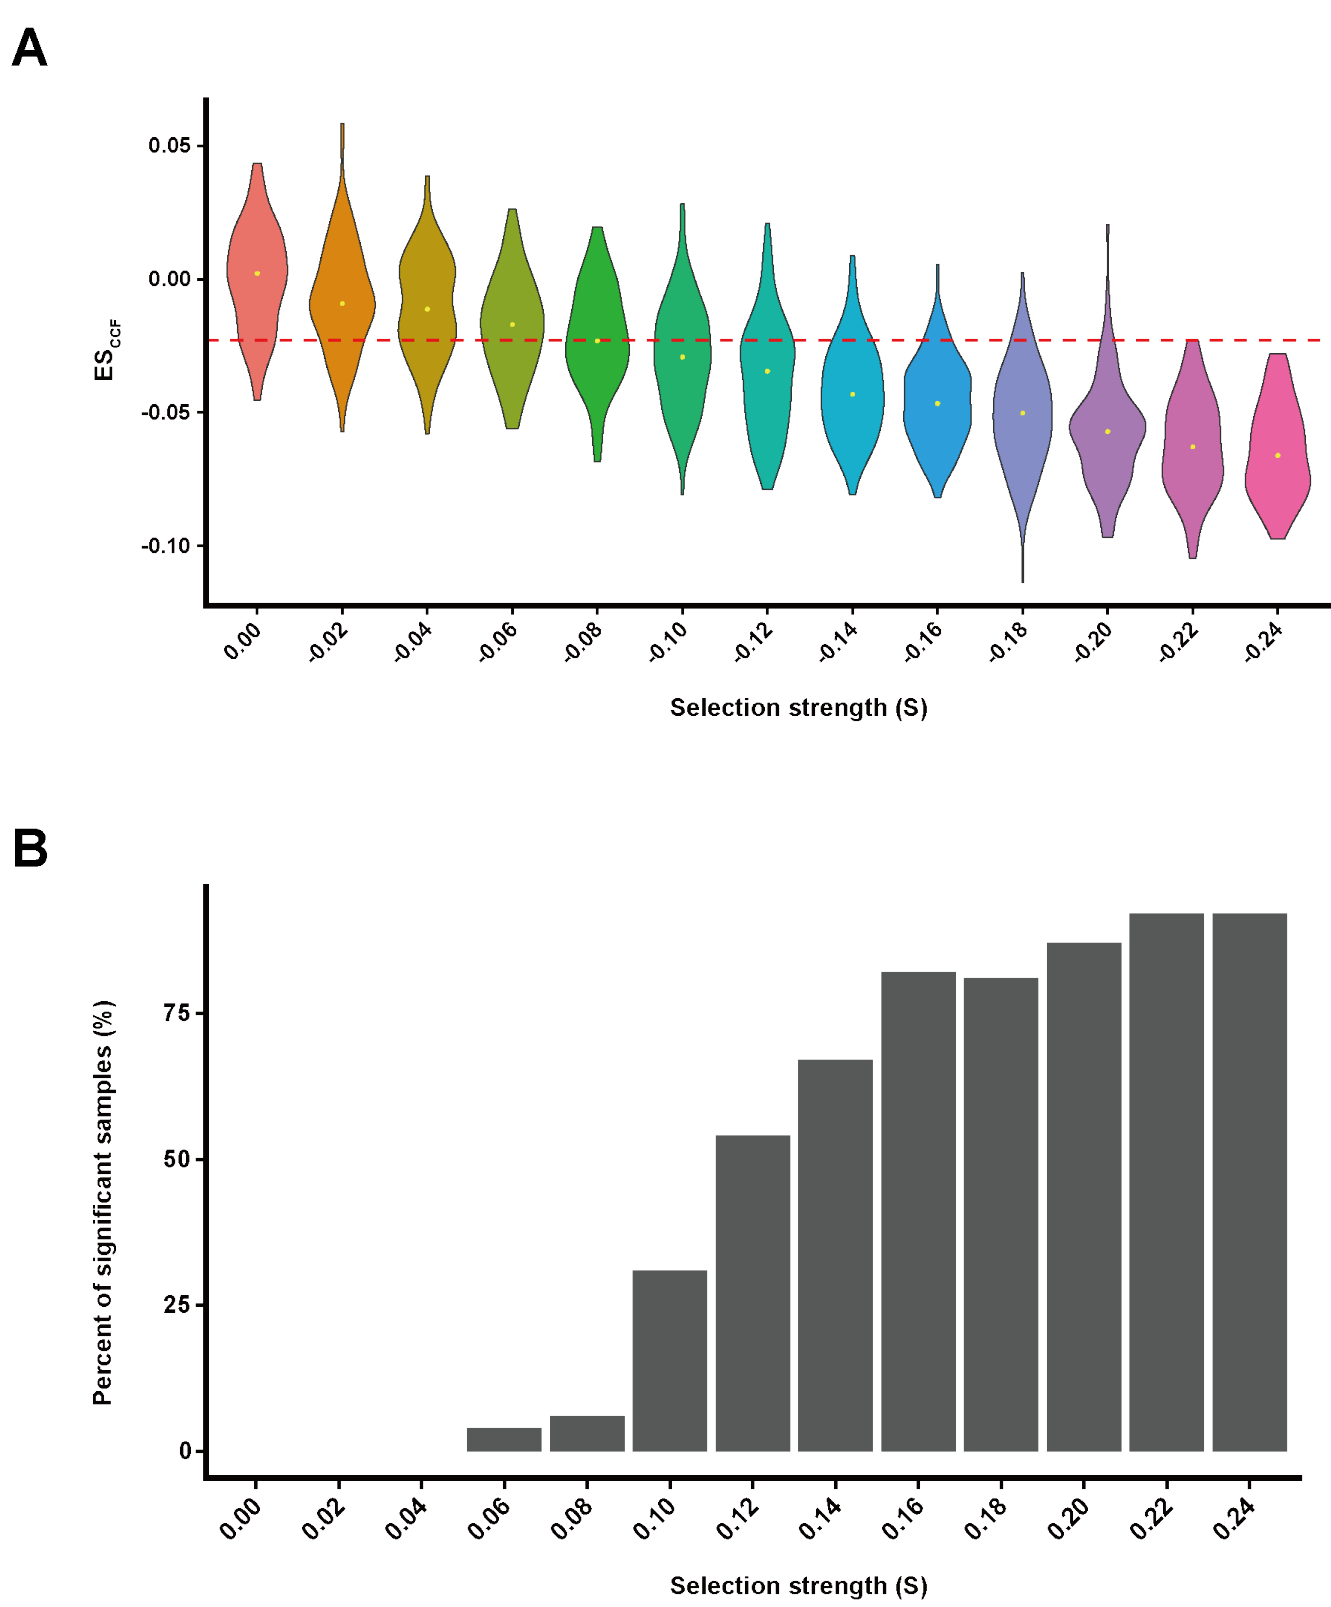 A
0.05
0.00
-0.05
-0.10
ESCCF
0.00 -0.02 -0.04 -0.06 -0.08 -0.10 -0.12 -0.14 -0.16 -0.18 -0.20 -0.22 -0.24
Selection strength (S)
B
75
50
25
0
Percent of significant samples (%)
0.00 0.02 0.04 0.06 0.08 0.10 0.12 0.14 0.16 0.18 0.20 0.22 0.24
Selection strength (S)